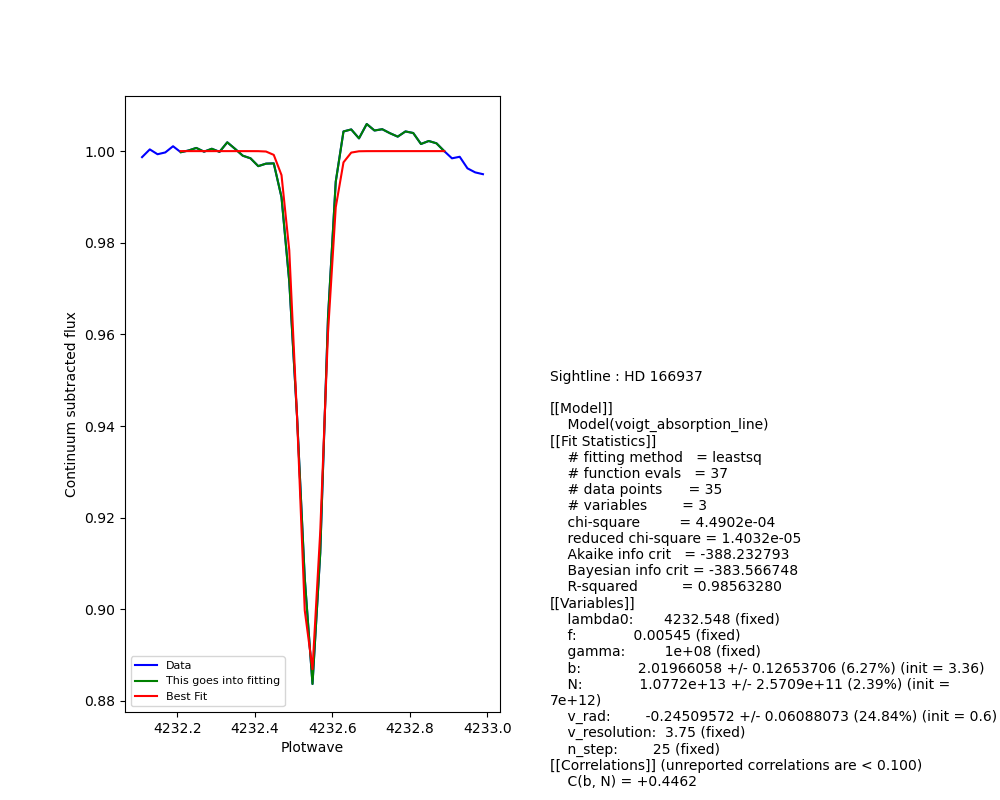 1.00
0.98
0.96
0.94
0.92
0.90
0.88
Continuum subtracted flux
Data
This goes into fitting
Best Fit
4232.2 4232.4 4232.6 4232.8 4233.0
Plotwave
Sightline : HD 166937
[[Model]]
Model(voigt_absorption_line)
[[Fit Statistics]]
# fitting method = leastsq
# function evals = 37
# data points = 35
# variables = 3
chi-square = 4.4902e-04
reduced chi-square = 1.4032e-05
Akaike info crit = -388.232793
Bayesian info crit = -383.566748
R-squared = 0.98563280
[[Variables]]
lambda0: 4232.548 (fixed)
f: 0.00545 (fixed)
gamma: 1e+08 (fixed)
b: 2.01966058 +/- 0.12653706 (6.27%) (init = 3.36)
N: 1.0772e+13 +/- 2.5709e+11 (2.39%) (init =
7e+12)
v_rad: -0.24509572 +/- 0.06088073 (24.84%) (init = 0.6)
v_resolution: 3.75 (fixed)
n_step: 25 (fixed)
[[Correlations]] (unreported correlations are < 0.100)
C(b, N) = +0.4462